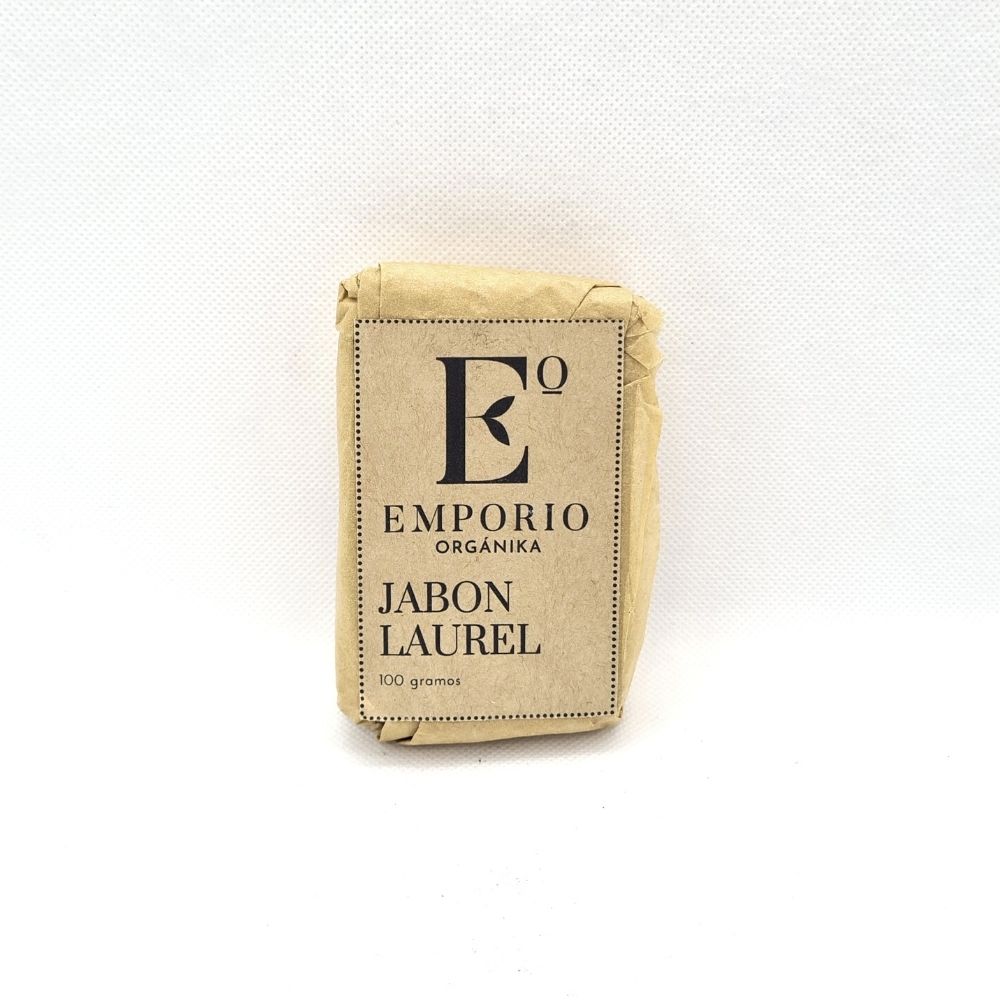 Eº
EMPORIO
ORGÁNIKA
JABON
LAUREL
100 gramos